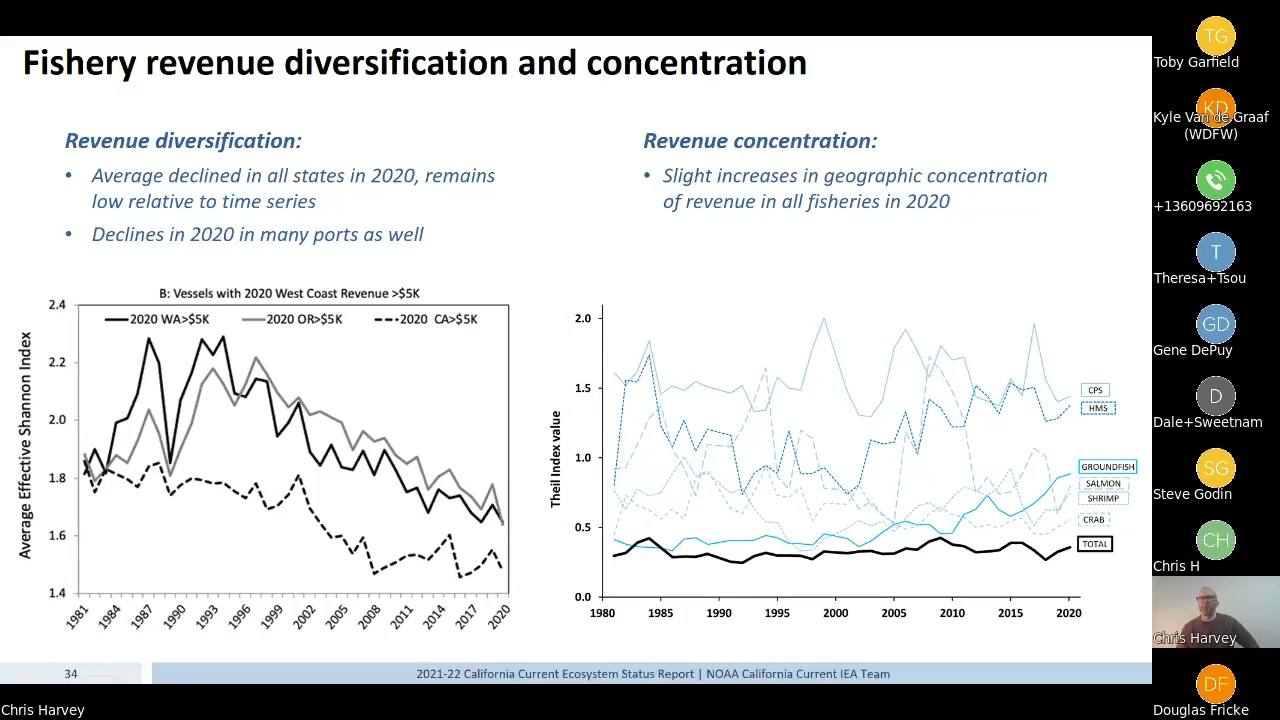 Fishery revenue diversification and concentration
Revenue diversification:
• Average declined in all states in 2020, remains
low relative to time series
• Declines in 2020 in many ports as well
Revenue concentration:
• Slight increases in geographic concentration
of revenue in all fisheries in 2020
B: Vessels with 2020 West Coast Revenue >$5K
2020 WA>$5K 2020 OR>$5K 2020 CA>$5K
Average Effective Shannon Index
2.4
2.2
2.0
1.8
1.6
1.4
1981 1984 1987 1990 1993 1996 1999 2002 2005 2008 2011 2014 2017 2020
Theil Index value
2.0
1.5
1.0
0.5
0.0
1980 1985 1990 1995 2000 2005 2010 2015 2020
CPS
HMS
GROUNDFISH
SALMON
SHRIMP
CRAB
TOTAL
34
2021-22 California Current Ecosystem Status Report | NOAA California Current IEA Team
Chris Harvey
TG
Toby Garfield
KD
Kyle Van de Graaf
(WDFW)
+13609692163
T
Theresa+Tsou
GD
Gene DePuy
D
Dale+Sweetnam
SG
Steve Godin
CH
Chris H
Chris Harvey
DF
Douglas Fricke